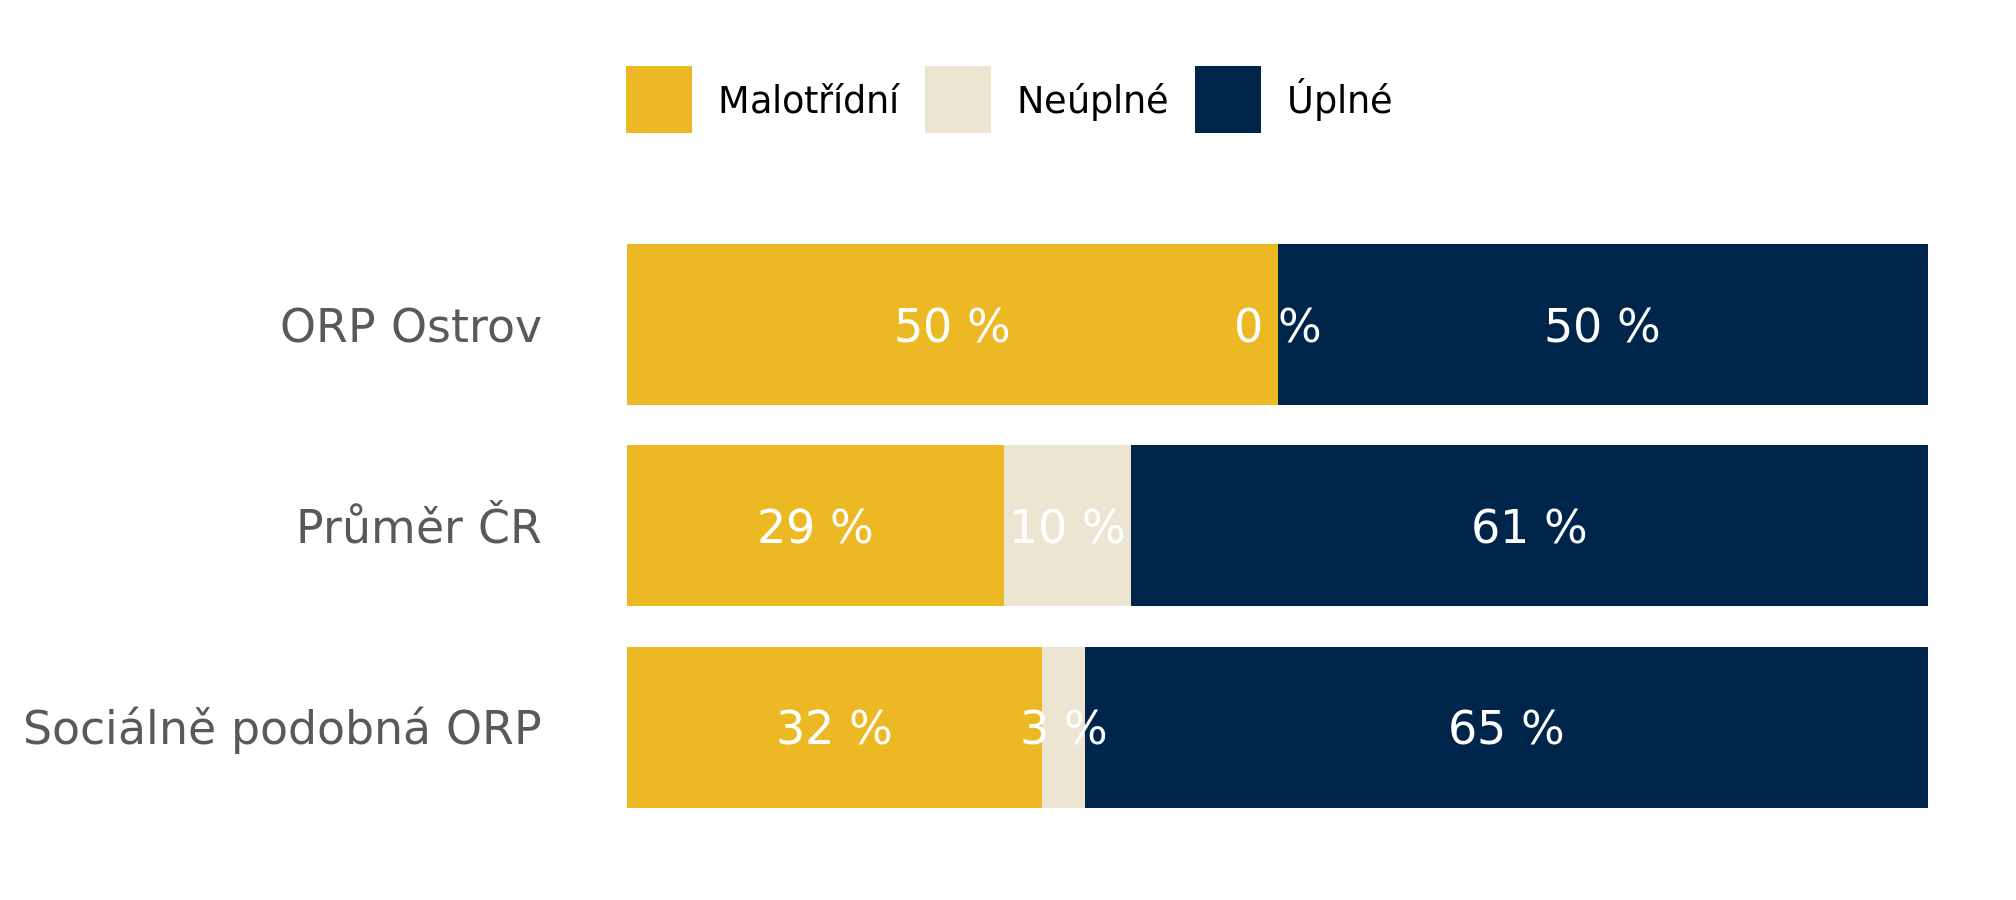 Malotřídní Neúplné Úplné
ORP Ostrov 50 % 0 % 50 %
Průměr ČR 29 % 10 % 61 %
Sociálně podobná ORP 32 % 3 % 65 %